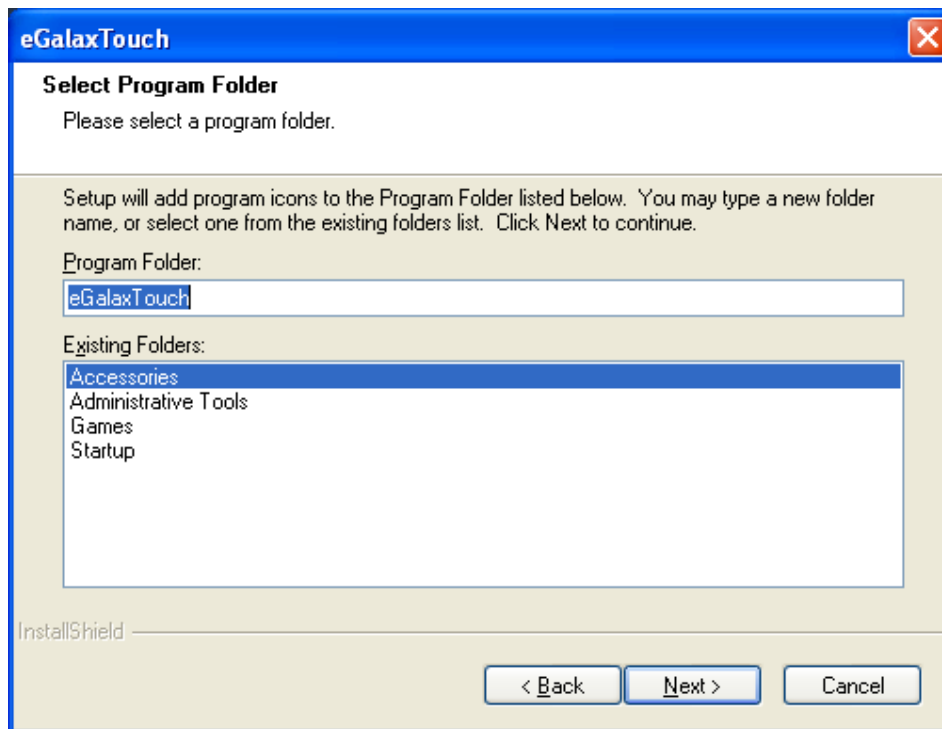 eGalaxTouch
Select Program Folder
Please select a program folder.
Setup will add program icons to the Program Folder listed below.  You may type a new folder
name, or select one from the existing folders list.  Click Next to continue.
Program Folder:
eGalaxTouch
Existing Folders:
Accessories
Administrative Tools
Games
Startup
InstallShield
< Back
Next >
Cancel